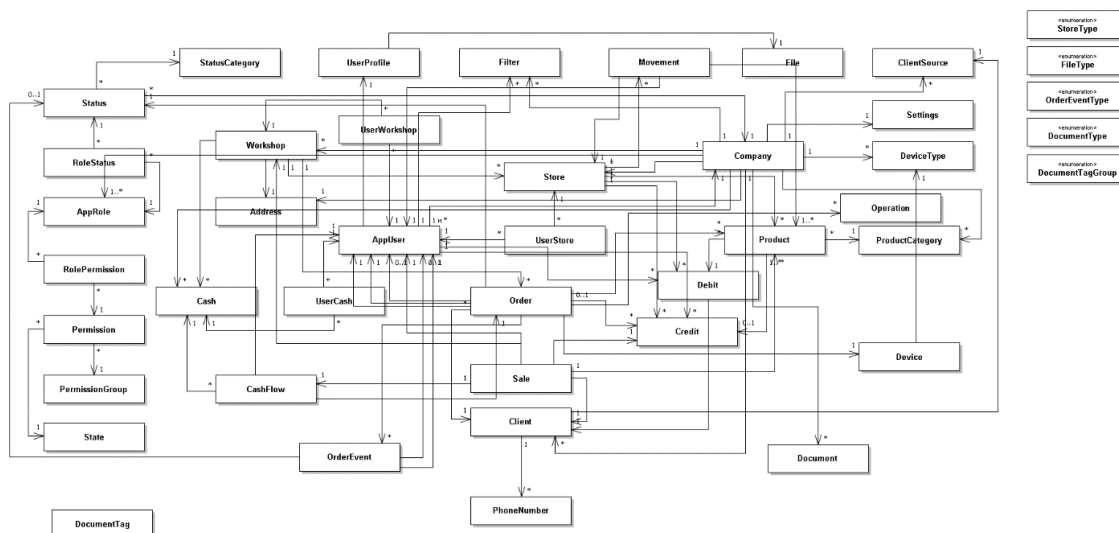 «enumeration»
StoreType
«enumeration»
FileType
«enumeration»
OrderEventType
«enumeration»
DocumentType
«enumeration»
DocumentTagGroup
StatusCategory
UserProfile
Filter
Movement
File
ClientSource
Status
UserWorkshop
Settings
Workshop
RoleStatus
Company
DeviceType
Store
AppRole
Address
Operation
AppUser
UserStore
Product
ProductCategory
RolePermission
Cash
UserCash
Order
Debit
Permission
Credit
Device
PermissionGroup
CashFlow
Sale
State
Client
OrderEvent
Document
PhoneNumber
DocumentTag